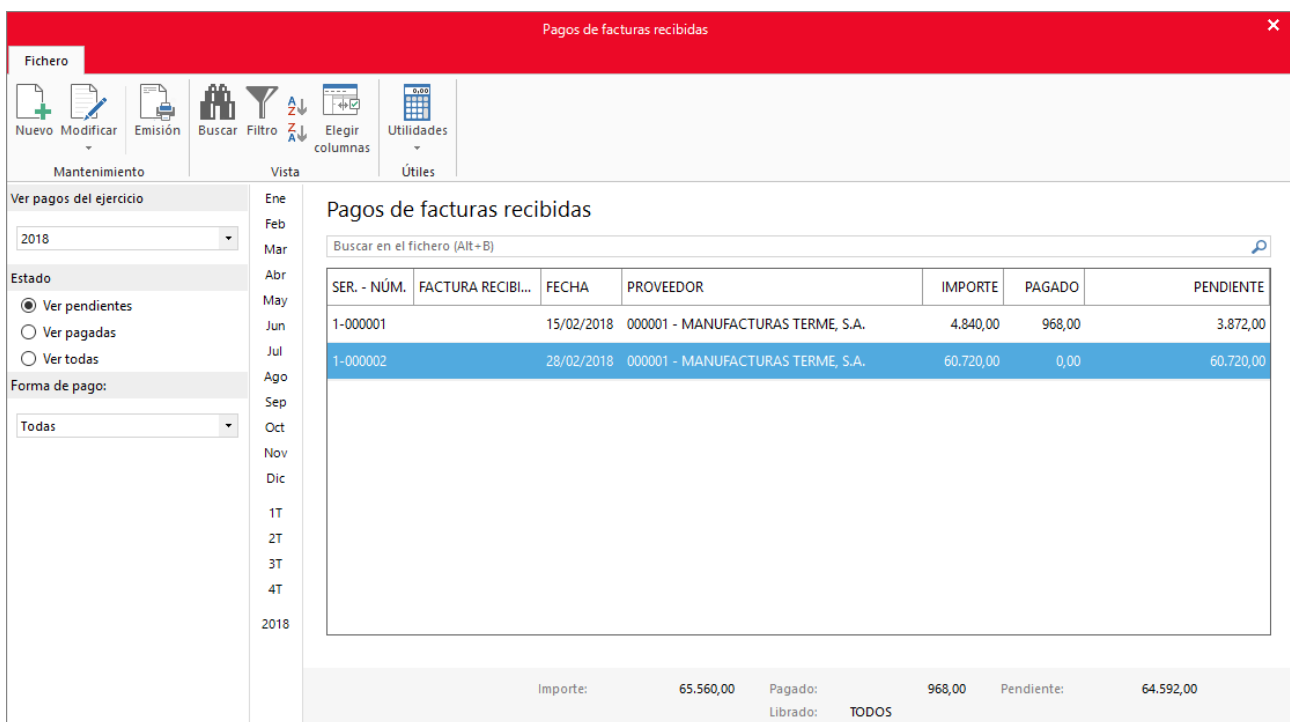 Pagos de facturas recibidas
Fichero
Nuevo Modificar Emisión Buscar Filtro Elegir columnas Utilidades
Mantenimiento Vista Útiles
Ver pagos del ejercicio
2018
Estado
Ver pendientes
Ver pagadas
Ver todas
Forma de pago:
Todas
Ene
Feb
Mar
Abr
May
Jun
Jul
Ago
Sep
Oct
Nov
Dic
1T
2T
3T
4T
2018
Pagos de facturas recibidas
Buscar en el fichero (Alt+B)
SER. - NÚM. FACTURA RECIBI... FECHA PROVEEDOR IMPORTE PAGADO PENDIENTE
1-000001 15/02/2018 000001 - MANUFACTURAS TERME, S.A. 4.840,00 968,00 3.872,00
1-000002 28/02/2018 000001 - MANUFACTURAS TERME, S.A. 60.720,00 0,00 60.720,00
Importe: 65.560,00 Pagado: 968,00 Pendiente: 64.592,00
Librado: TODOS